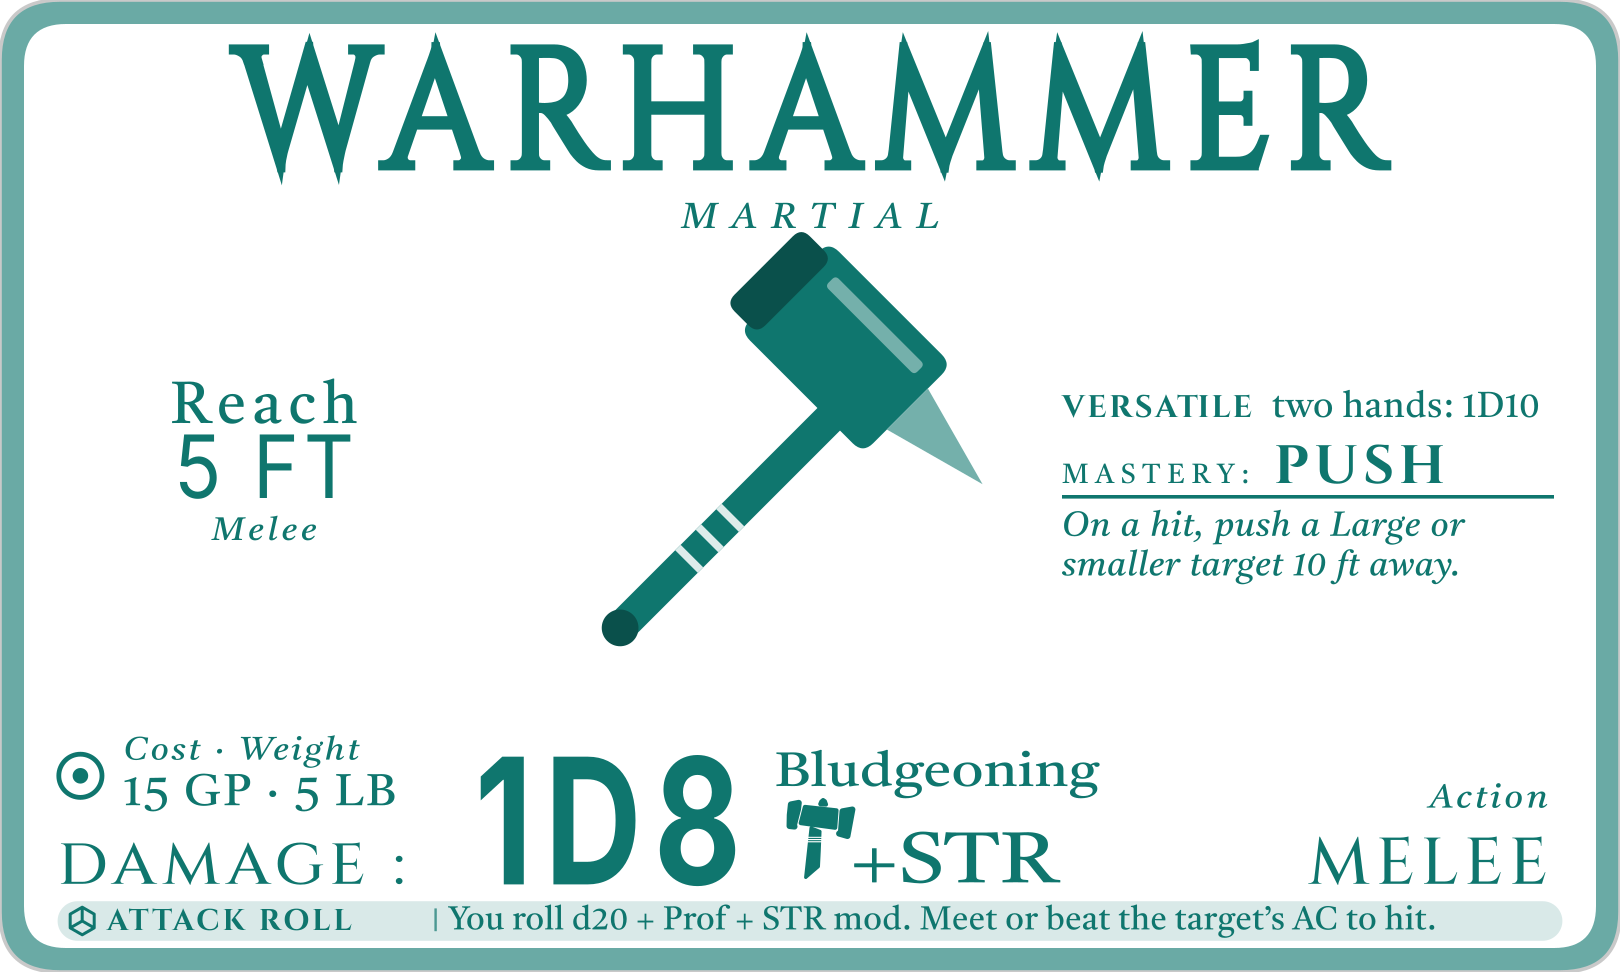 WARHAMMER
MARTIAL
Reach
5 FT
Melee
VERSATILE two hands: 1D10
MASTERY: PUSH
On a hit, push a Large or
smaller target 10 ft away.
Cost · Weight
15 GP · 5 LB
DAMAGE :
1D8
Bludgeoning
+STR
Action
MELEE
ATTACK ROLL | You roll d20 + Prof + STR mod. Meet or beat the target’s AC to hit.